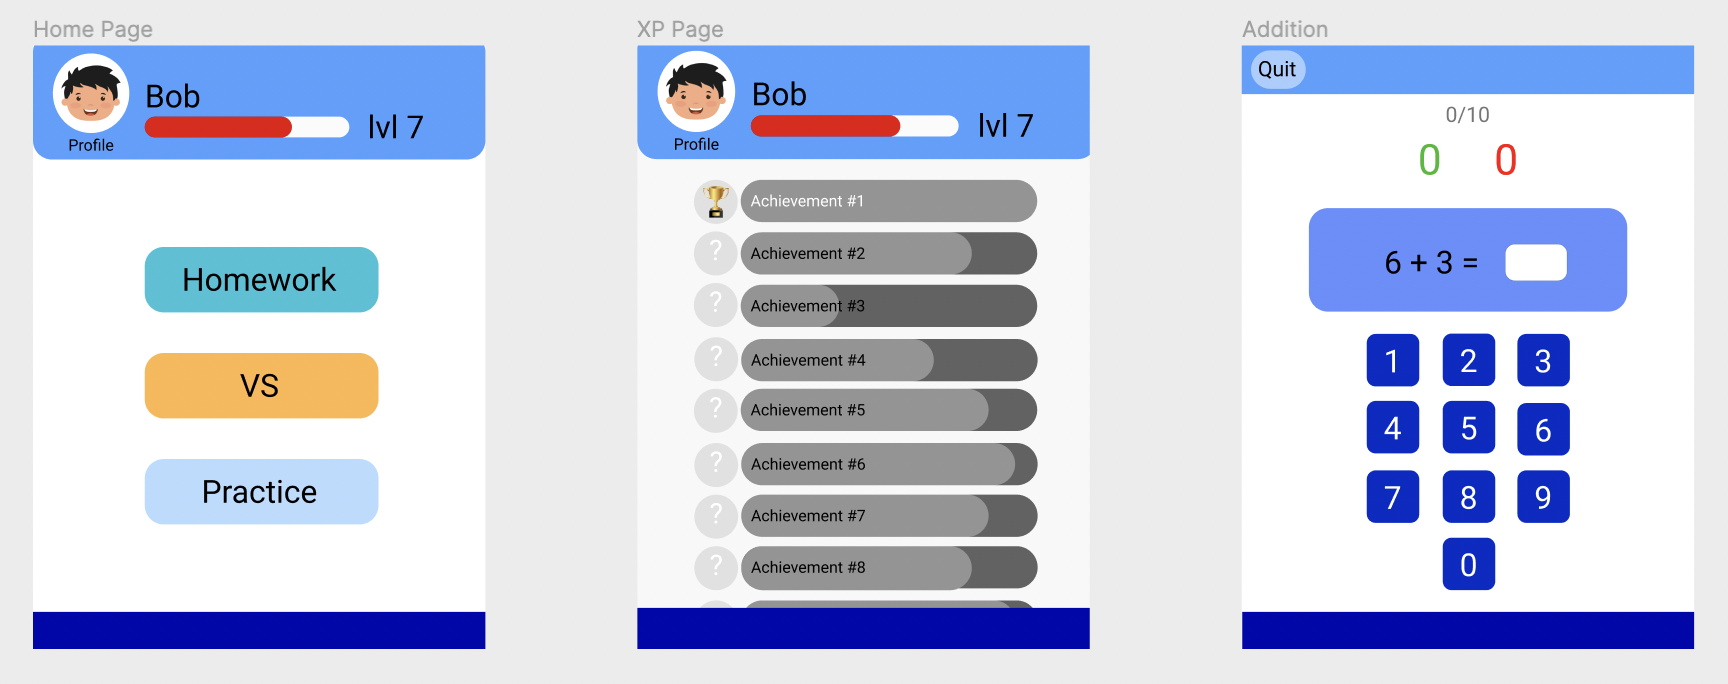 Home Page
Bob
lvl 7
Profile
Homework
VS
Practice
XP Page
Bob
lvl 7
Profile
Achievement #1
? Achievement #2
? Achievement #3
? Achievement #4
? Achievement #5
? Achievement #6
? Achievement #7
? Achievement #8
Addition
Quit
0/10
0 0
6 + 3 =
1 2 3
4 5 6
7 8 9
0